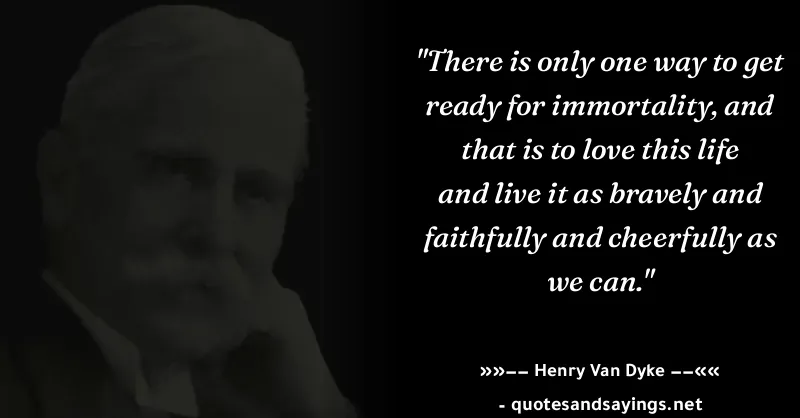 "There is only one way to get
ready for immortality, and
that is to love this life
and live it as bravely and
faithfully and cheerfully as
we can."
»»−− Henry Van Dyke −−««
- quotesandsayings.net